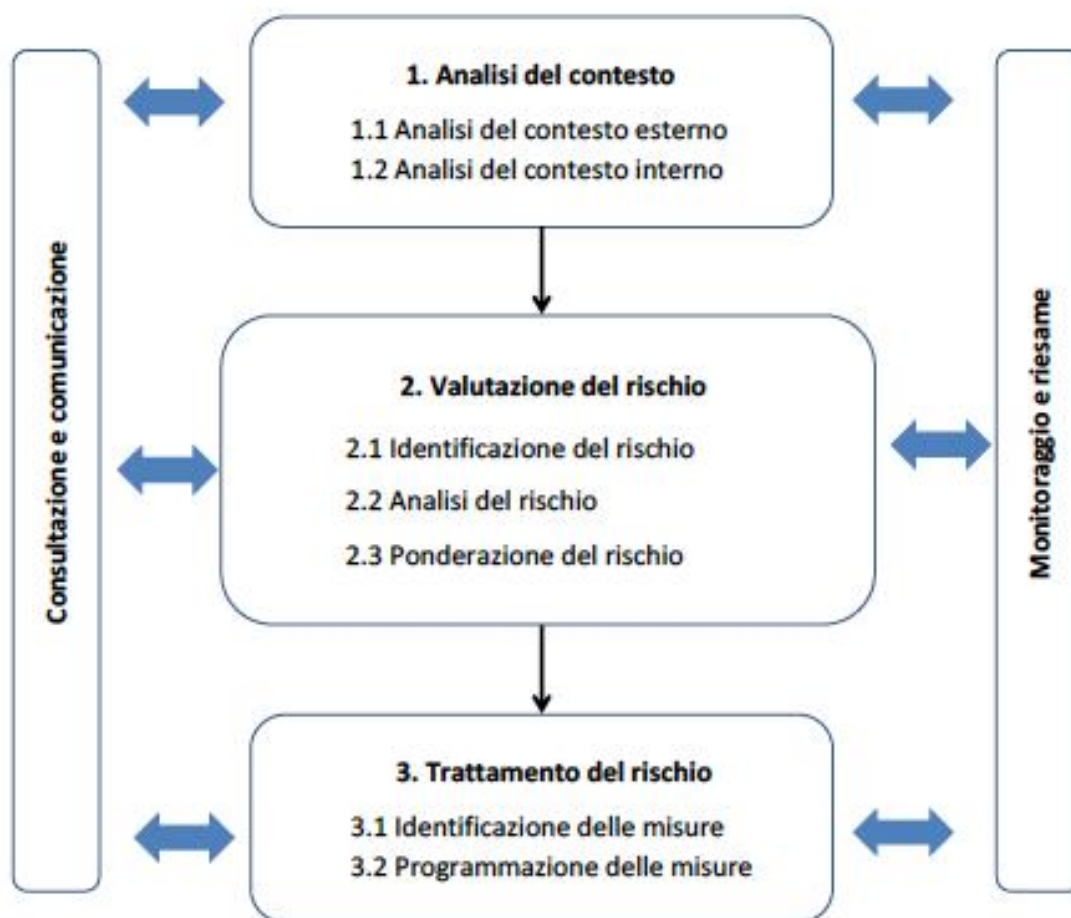 Consultazione e comunicazione
1. Analisi del contesto
1.1 Analisi del contesto esterno
1.2 Analisi del contesto interno
2. Valutazione del rischio
2.1 Identificazione del rischio
2.2 Analisi del rischio
2.3 Ponderazione del rischio
3. Trattamento del rischio
3.1 Identificazione delle misure
3.2 Programmazione delle misure
Monitoraggio e riesame